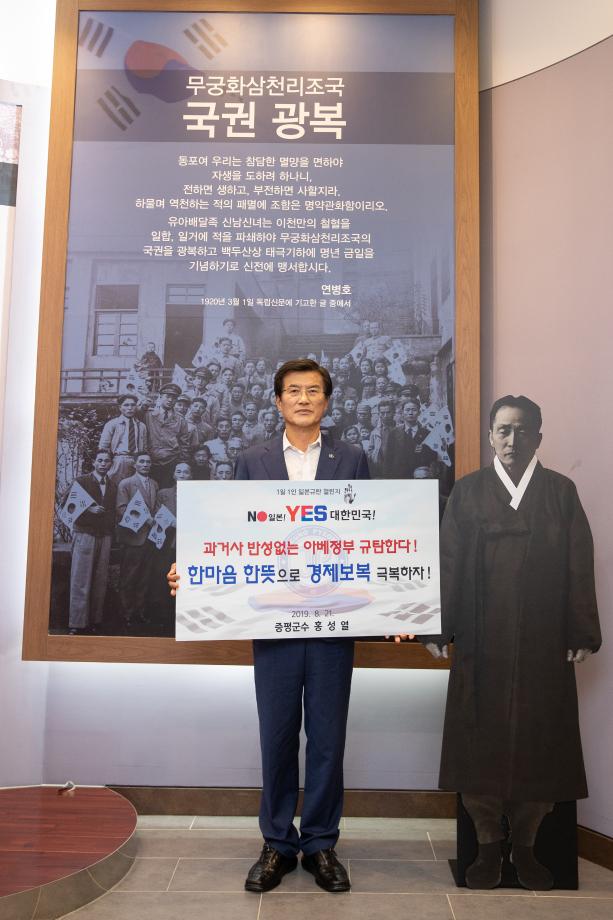 무궁화삼천리조국
국권 광복
동포여 우리는 참담한 멸망을 면하야
자생을 도하려 하나니,
전하면 생하고, 부전하면 사할지라.
하물며 역천하는 적의 패멸에 조함은 명약관화함이리오.
유아배달족 신남신녀는 이천만의 철혈을
일합, 일거에 적을 파쇄하야 무궁화삼천리조국의
국권을 광복하고 백두산상 태극기하에 명년 금일을
기념하기로 신전에 맹서합시다.
연병호
1920년 3월 1일 독립신문에 기고한 글 중에서
1일 1인 일본규탄 챌린지
NO 일본! YES 대한민국!
과거사 반성없는 아베정부 규탄한다!
한마음 한뜻으로 경제보복 극복하자!
2019. 8. 21.
증평군수 홍성열